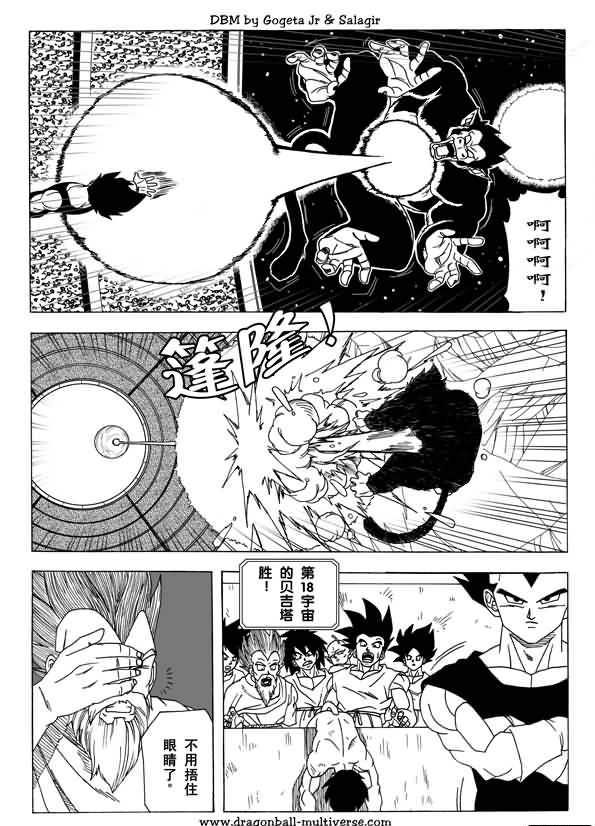 DBM by Gogeta Jr & Salagir
啊
啊
啊
啊!
篷隆!
第18宇宙
的贝吉塔
胜!
不用捂住
眼睛了。
www.dragonball-multiverse.com